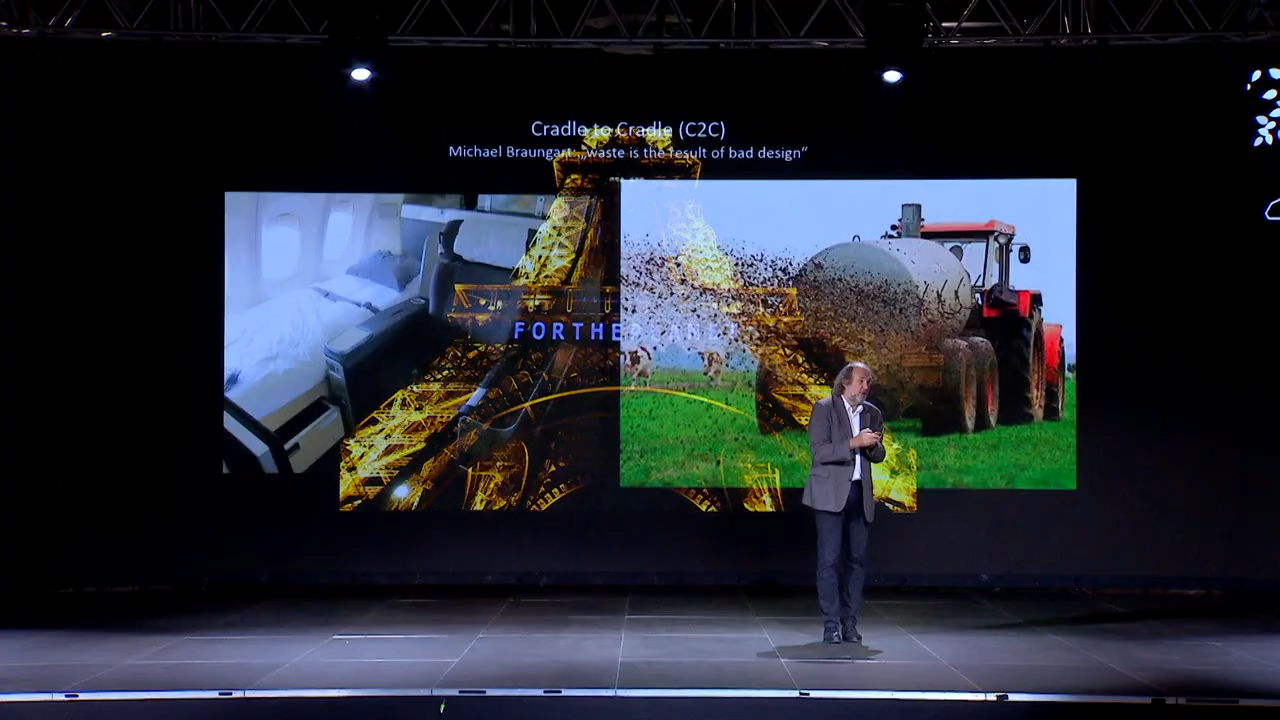 Cradle to Cradle (C2C)
Michael Braungart: „waste is the result of bad design“
FORTHEPLANET